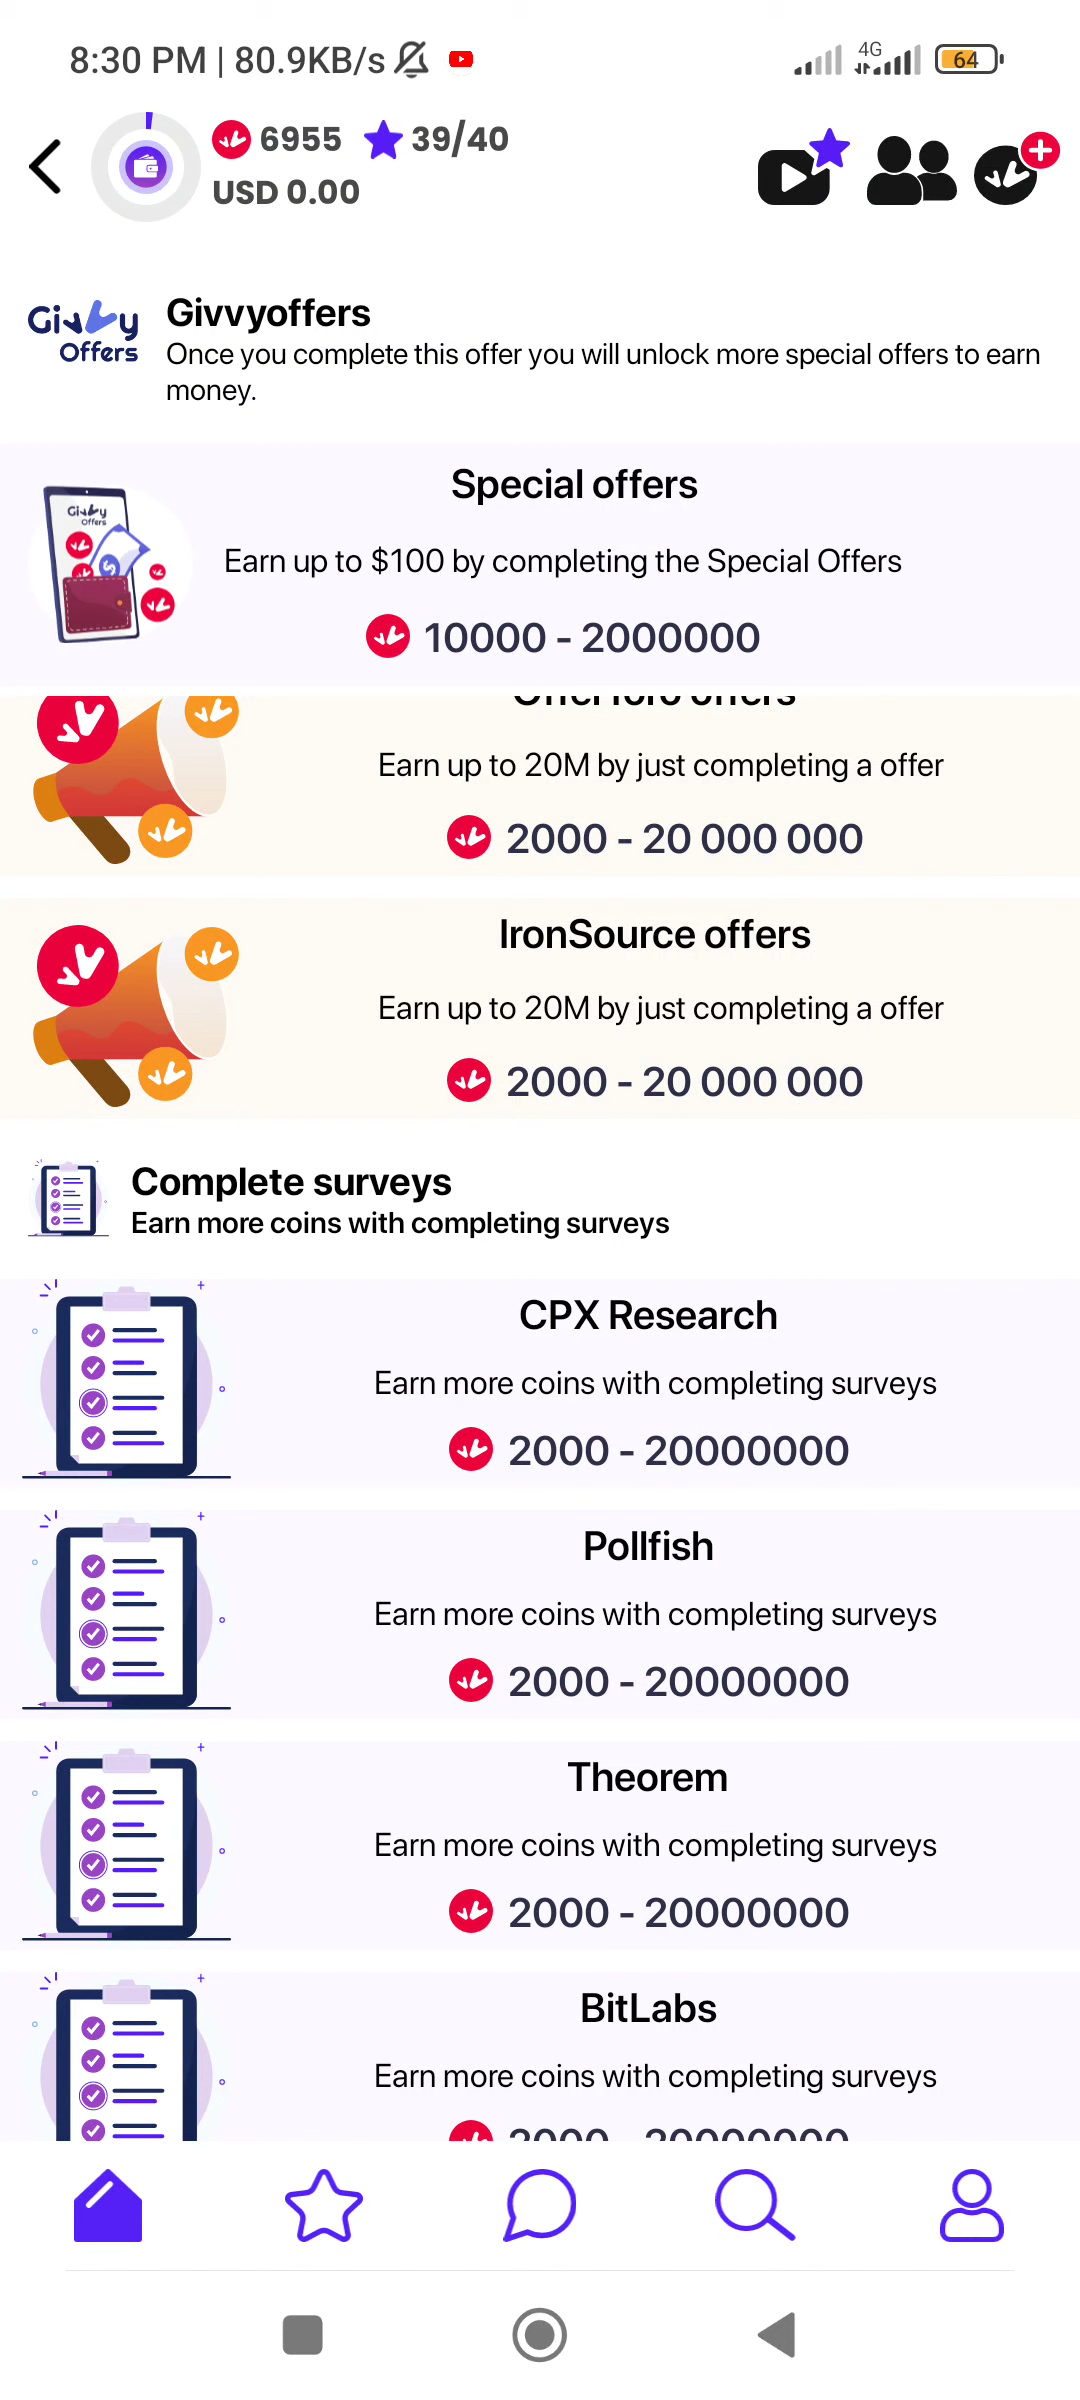 8:30 PM | 80.9KB/s
4G
64
6955 39/40
USD 0.00
Givvy
Offers
Givvyoffers
Once you complete this offer you will unlock more special offers to earn
money.
Givvy
Offers
Special offers
Earn up to $100 by completing the Special Offers
10000 - 2000000
Earn up to 20M by just completing a offer
2000 - 20 000 000
IronSource offers
Earn up to 20M by just completing a offer
2000 - 20 000 000
Complete surveys
Earn more coins with completing surveys
CPX Research
Earn more coins with completing surveys
2000 - 20000000
Pollfish
Earn more coins with completing surveys
2000 - 20000000
Theorem
Earn more coins with completing surveys
2000 - 20000000
BitLabs
Earn more coins with completing surveys